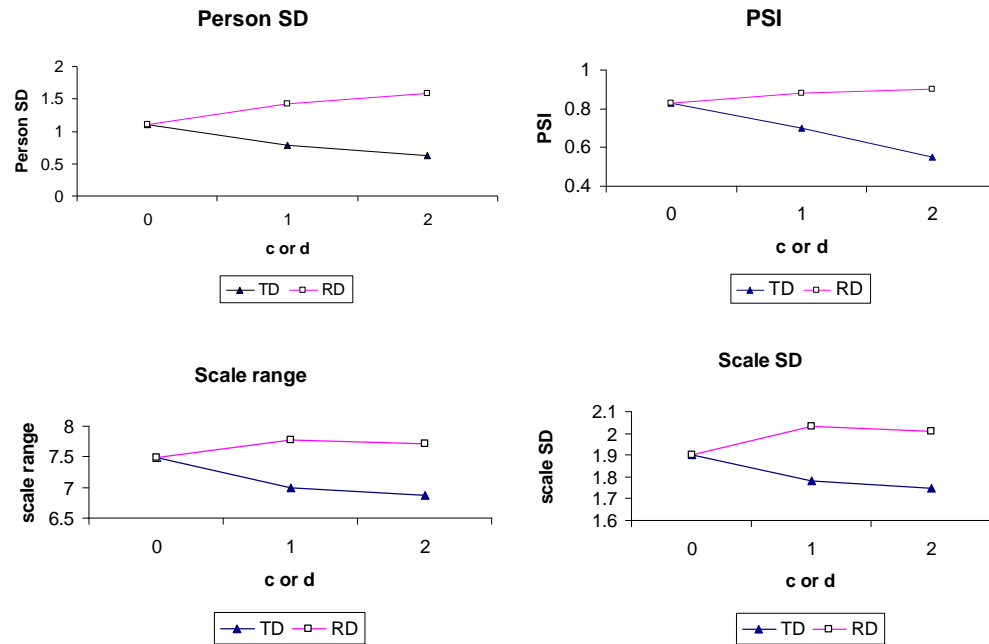 Person SD
2
1.5
1
0.5
0
Person SD
0 1 2
c or d
TD RD
PSI
1
0.8
0.6
0.4
PSI
0 1 2
c or d
TD RD
Scale range
8
7.5
7
6.5
scale range
0 1 2
c or d
TD RD
Scale SD
2.1
2
1.9
1.8
1.7
1.6
scale SD
0 1 2
c or d
TD RD